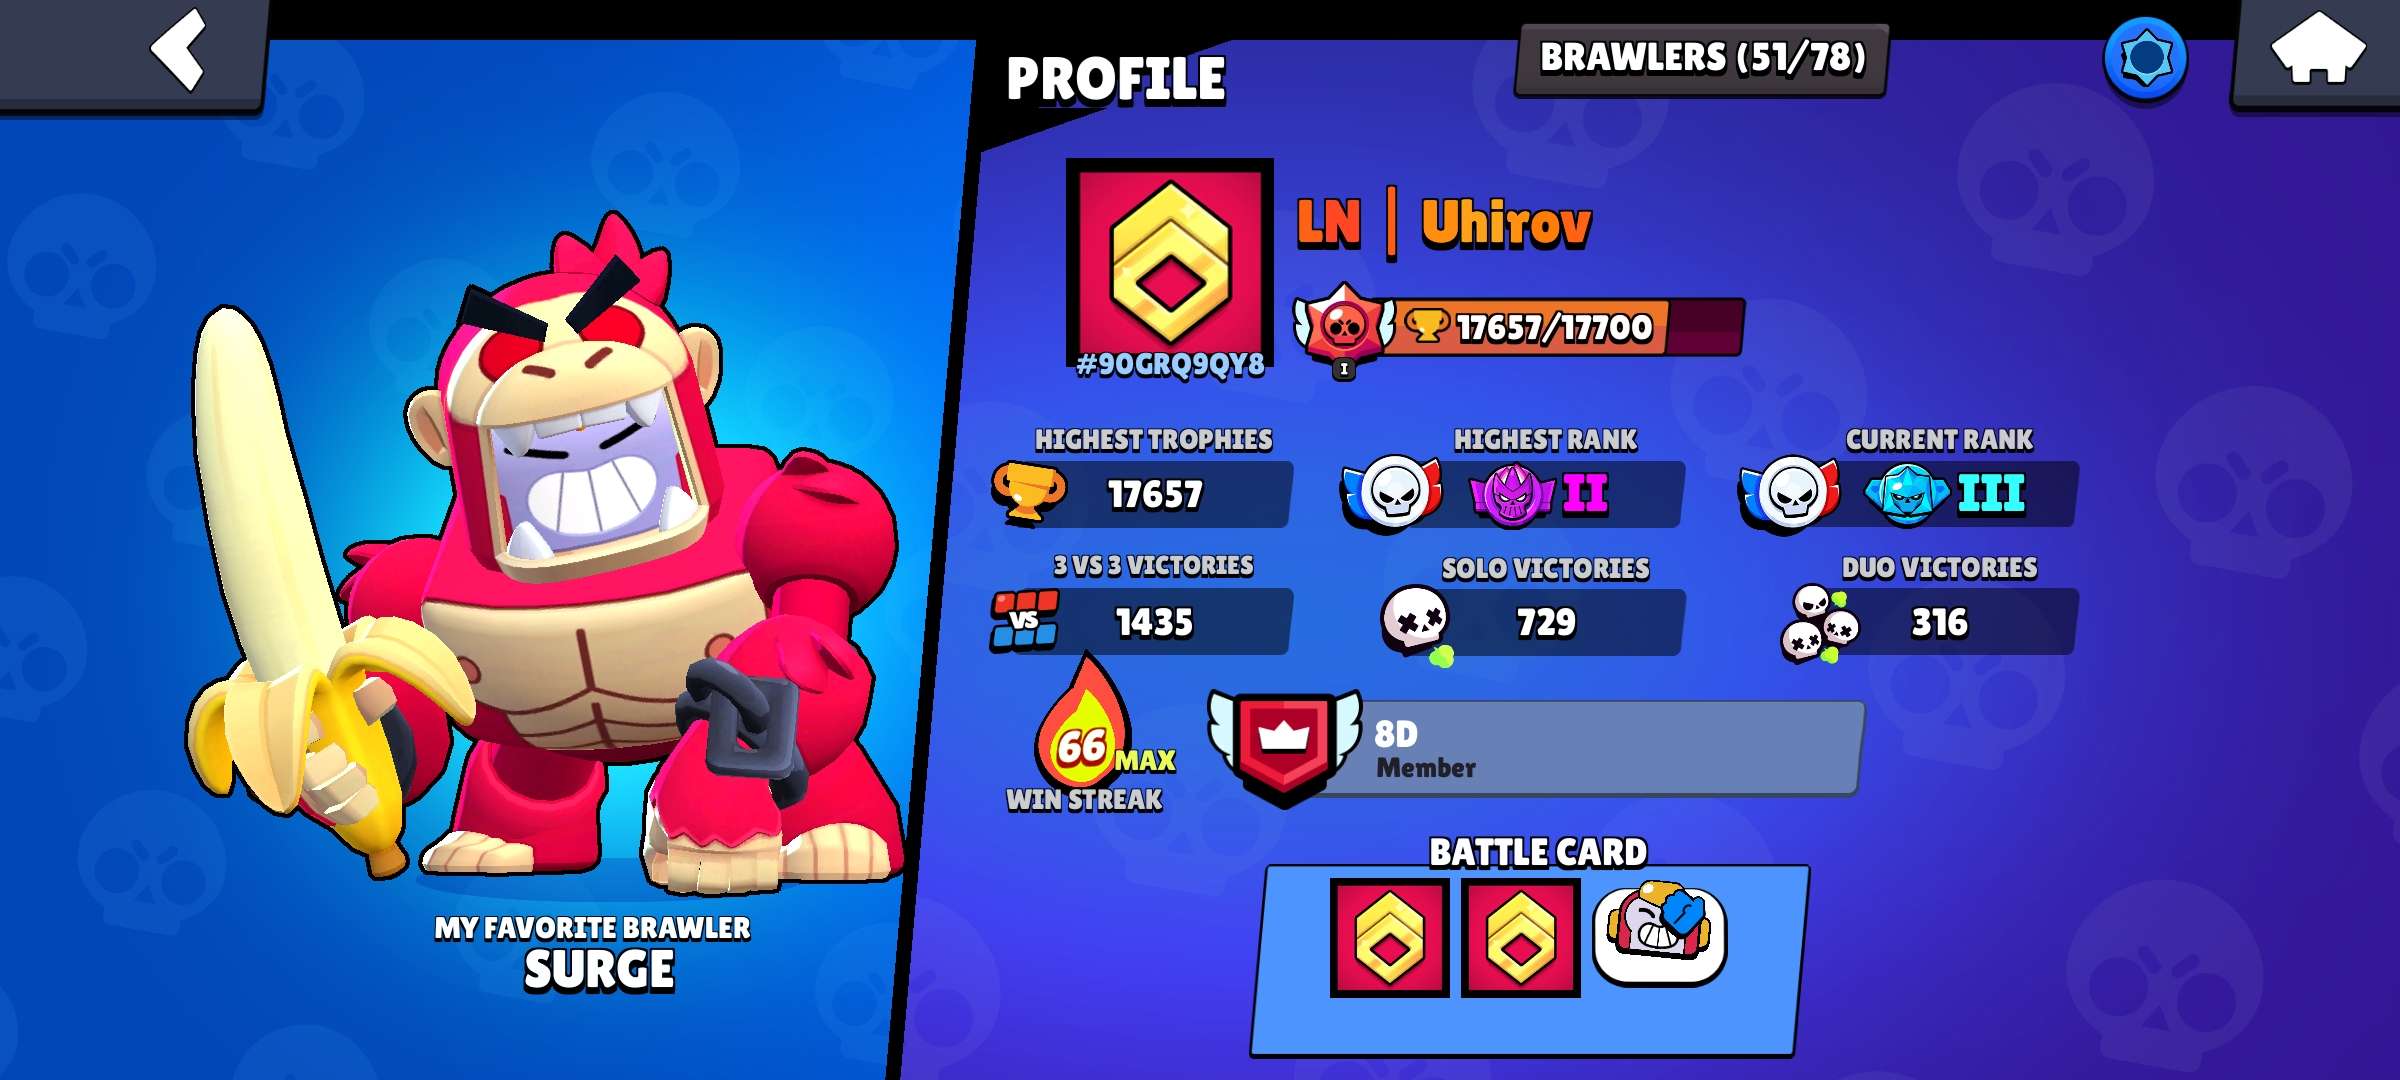 PROFILE
BRAWLERS (51/78)
LN | Uhirov
#90GRQ9QY8
17657/17700
I
HIGHEST TROPHIES
17657
HIGHEST RANK
II
CURRENT RANK
III
3 VS 3 VICTORIES
VS
1435
SOLO VICTORIES
729
DUO VICTORIES
316
66
MAX
WIN STREAK
8D
Member
BATTLE CARD
MY FAVORITE BRAWLER
SURGE